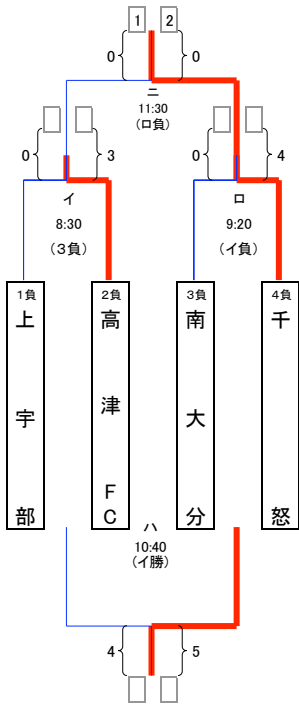 1 2
0 0
ニ
11:30
(ロ負)
0 3 0 4
イ ロ
8:30 9:20
(3負) (イ負)
1負 2負 3負 4負
上宇部
高津FC
南大分
千怒
ハ
10:40
(イ勝)
4 5